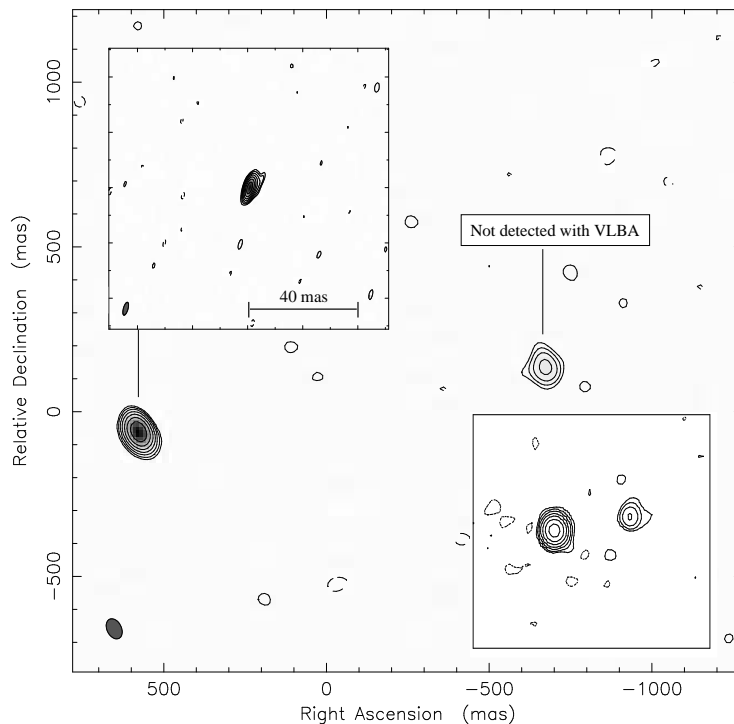 1000
500
0
−500
Relative Declination (mas)
40 mas
Not detected with VLBA
500
0
−500
−1000
Right Ascension (mas)